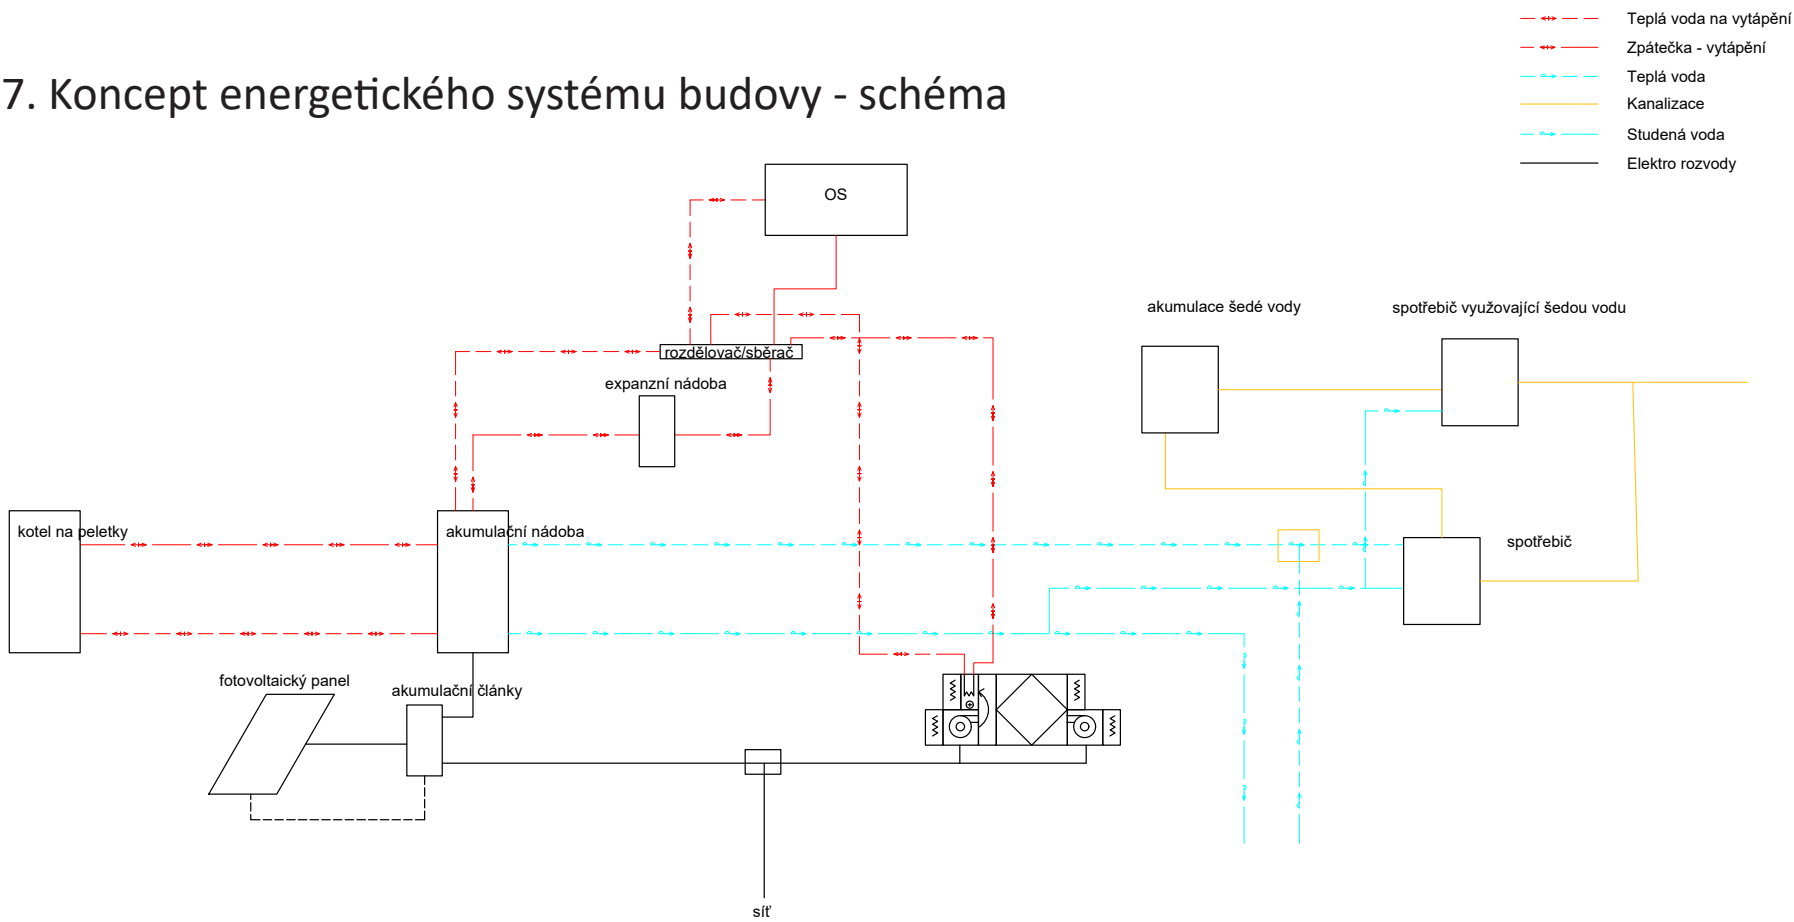 Teplá voda na vytápění
Zpátečka - vytápění
Teplá voda
Kanalizace
Studená voda
Elektro rozvody
7. Koncept energetického systému budovy - schéma
OS
akumulace šedé vody
spotřebič využovající šedou vodu
rozdělovač/sběrač
expanzní nádoba
kotel na peletky
akumulační nádoba
spotřebič
fotovoltaický panel
akumulační články
síť